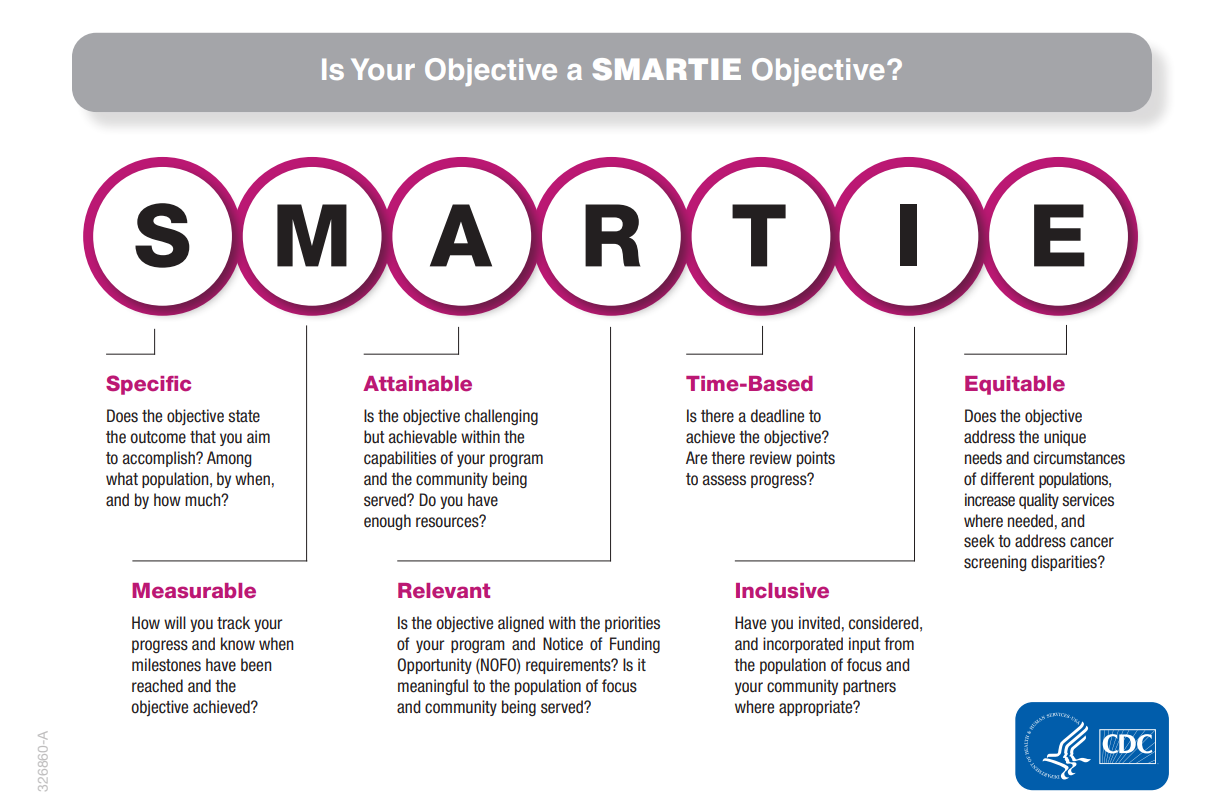 Is Your Objective a SMARTIE Objective?
S M A R T I E
Specific
Does the objective state
the outcome that you aim
to accomplish? Among
what population, by when,
and by how much?
Measurable
How will you track your
progress and know when
milestones have been
reached and the
objective achieved?
Attainable
Is the objective challenging
but achievable within the
capabilities of your program
and the community being
served? Do you have
enough resources?
Relevant
Is the objective aligned with the priorities
of your program and Notice of Funding
Opportunity (NOFO) requirements? Is it
meaningful to the population of focus
and community being served?
Time-Based
Is there a deadline to
achieve the objective?
Are there review points
to assess progress?
Inclusive
Have you invited, considered,
and incorporated input from
the population of focus and
your community partners
where appropriate?
Equitable
Does the objective
address the unique
needs and circumstances
of different populations,
increase quality services
where needed, and
seek to address cancer
screening disparities?
326860-A
DEPARTMENT OF HEALTH & HUMAN SERVICES·USA
CDC